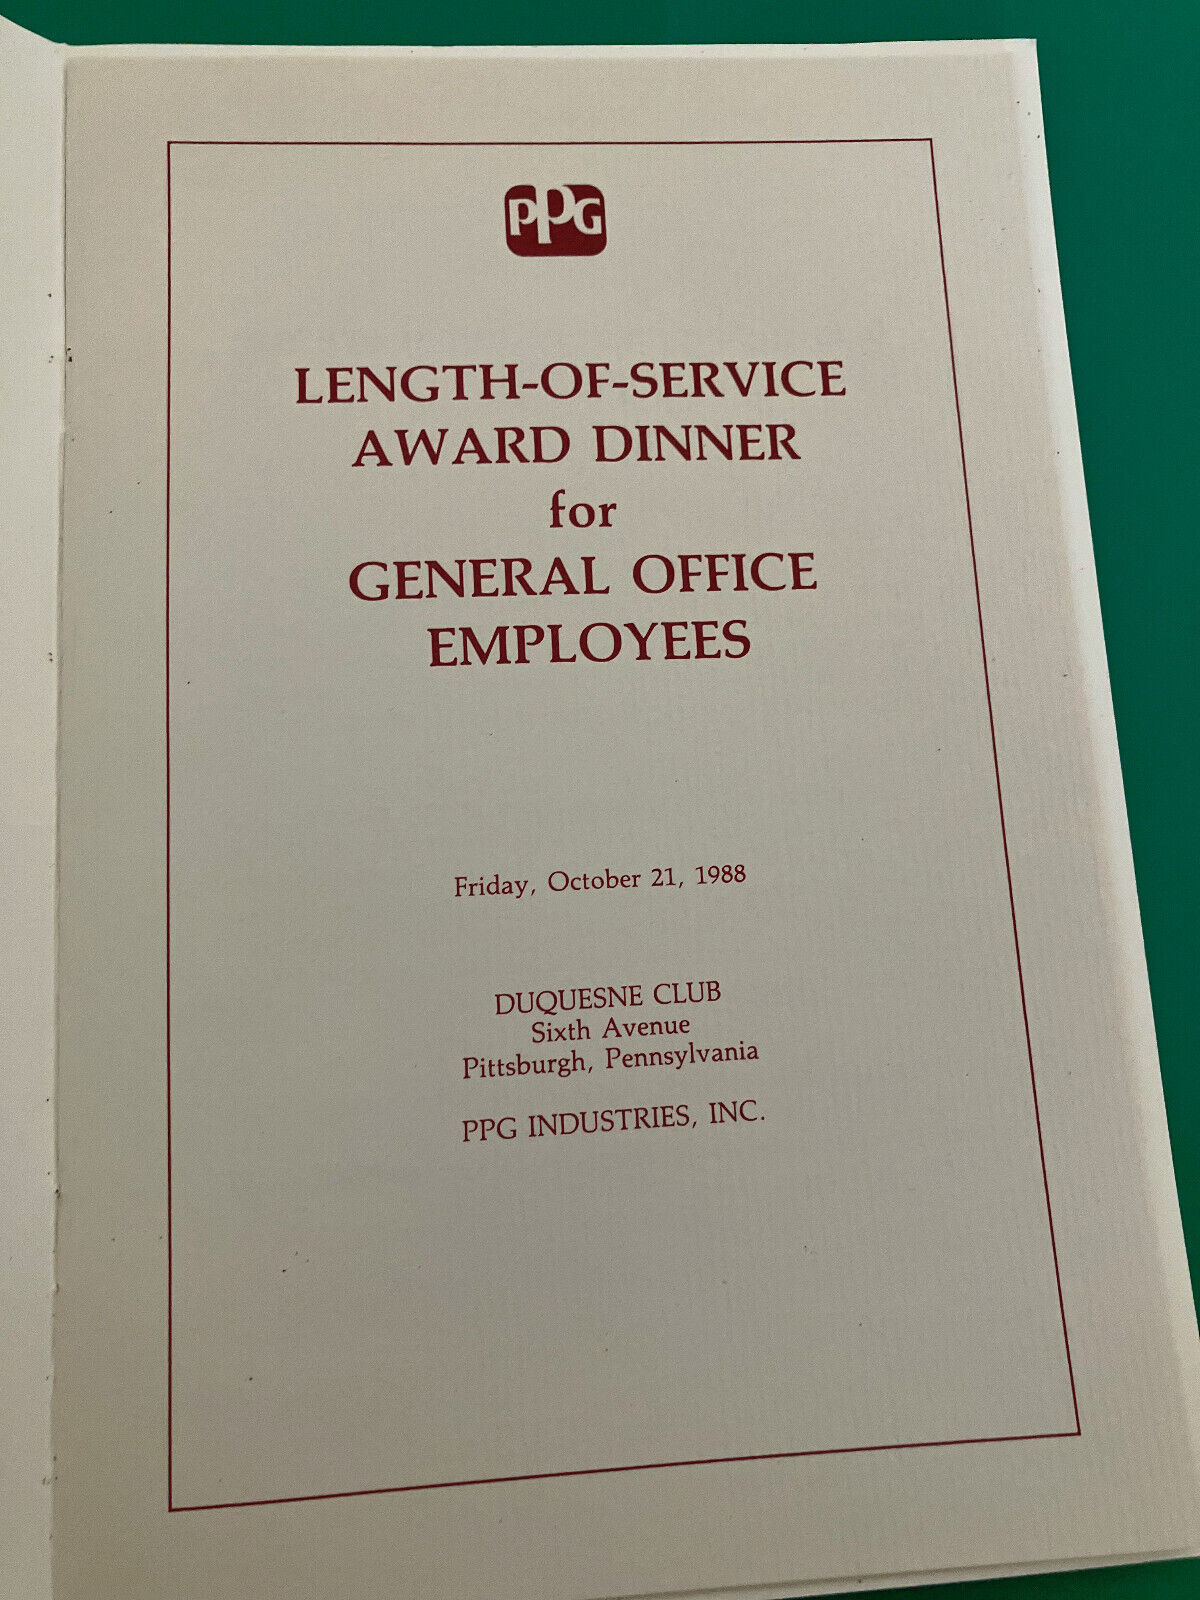 PPG
LENGTH-OF-SERVICE
AWARD DINNER
for
GENERAL OFFICE
EMPLOYEES
Friday, October 21, 1988
DUQUESNE CLUB
Sixth Avenue
Pittsburgh, Pennsylvania
PPG INDUSTRIES, INC.